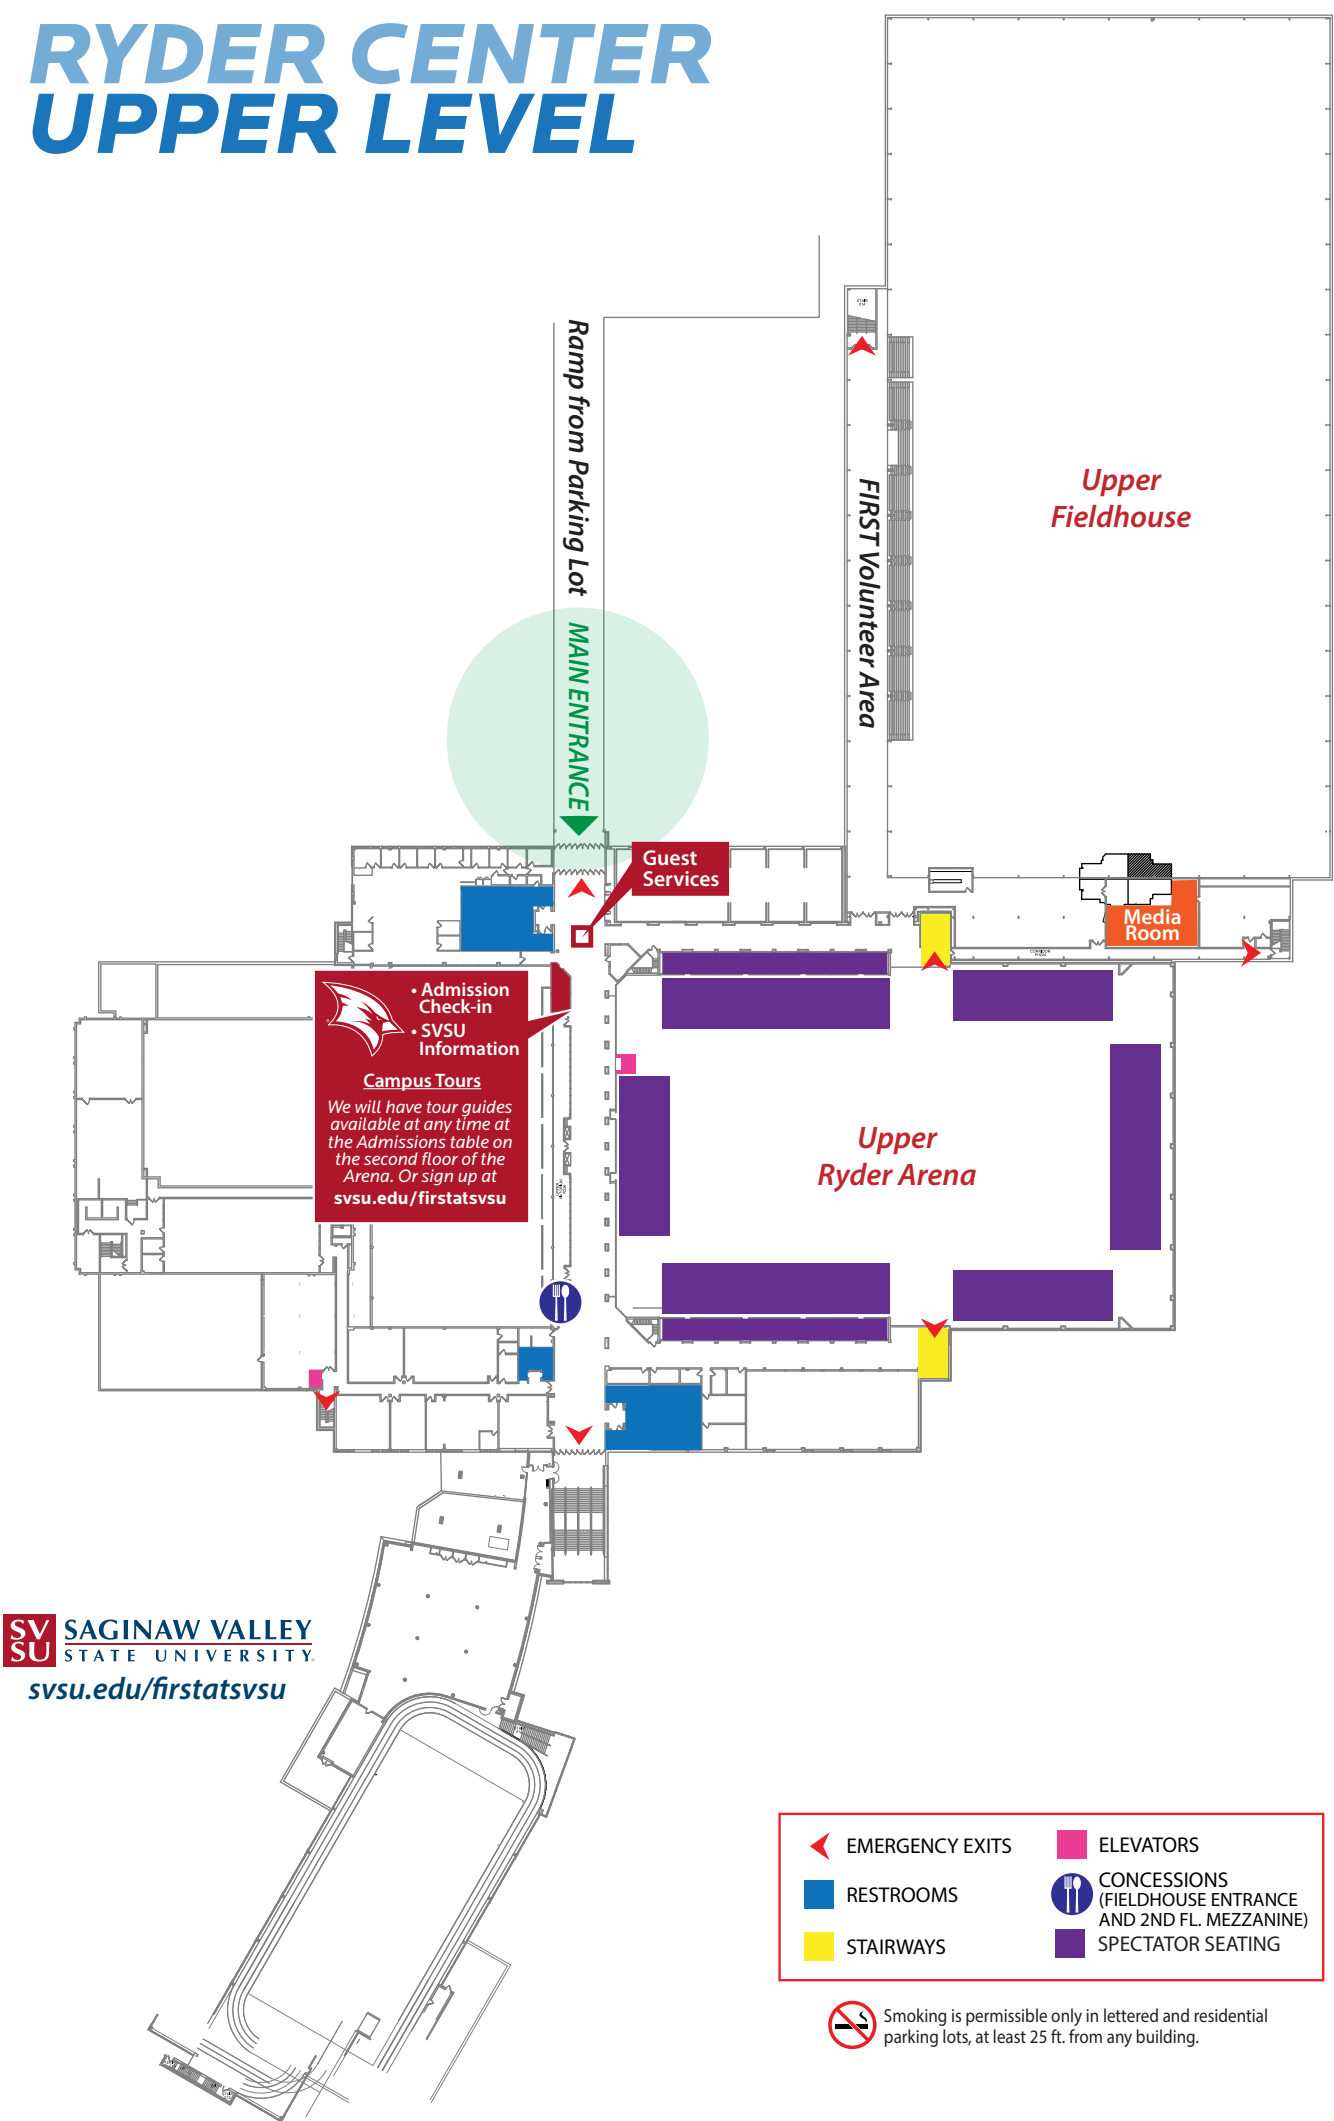 RYDER CENTER
UPPER LEVEL
Ramp from Parking Lot
MAIN ENTRANCE
STAIR
FIRST Volunteer Area
Upper
Fieldhouse
Guest
Services
Media
Room
CORRIDOR
• Admission
Check-in
• SVSU
Information
Campus Tours
We will have tour guides
available at any time at
the Admissions table on
the second floor of the
Arena. Or sign up at
svsu.edu/firstatsvsu
Upper
Ryder Arena
SV
SU
SAGINAW VALLEY
STATE UNIVERSITY.
svsu.edu/firstatsvsu
EMERGENCY EXITS
RESTROOMS
STAIRWAYS
ELEVATORS
CONCESSIONS
(FIELDHOUSE ENTRANCE
AND 2ND FL. MEZZANINE)
SPECTATOR SEATING
Smoking is permissible only in lettered and residential
parking lots, at least 25 ft. from any building.